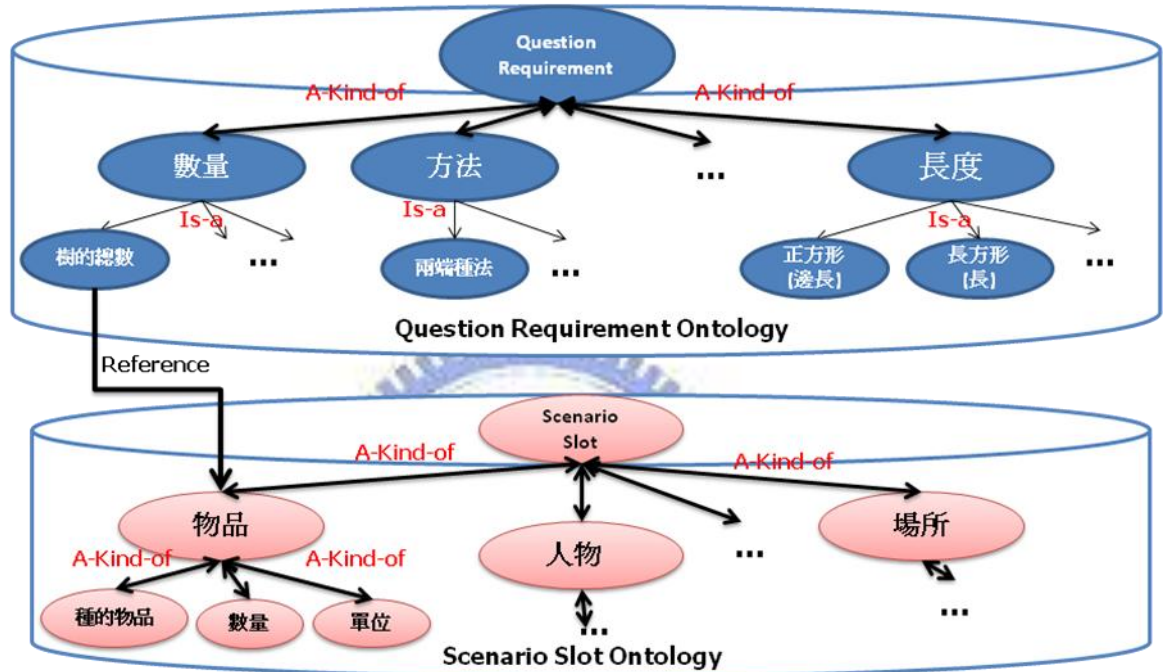 Question
Requirement
A-Kind-of
A-Kind-of
數量
方法
...
長度
Is-a
Is-a
Is-a
樹的總數
...
兩端種法
...
正方形
(邊長)
長方形
(長)
...
Question Requirement Ontology
Reference
Scenario
Slot
A-Kind-of
A-Kind-of
物品
人物
...
場所
A-Kind-of
A-Kind-of
種的物品
數量
單位
...
...
Scenario Slot Ontology